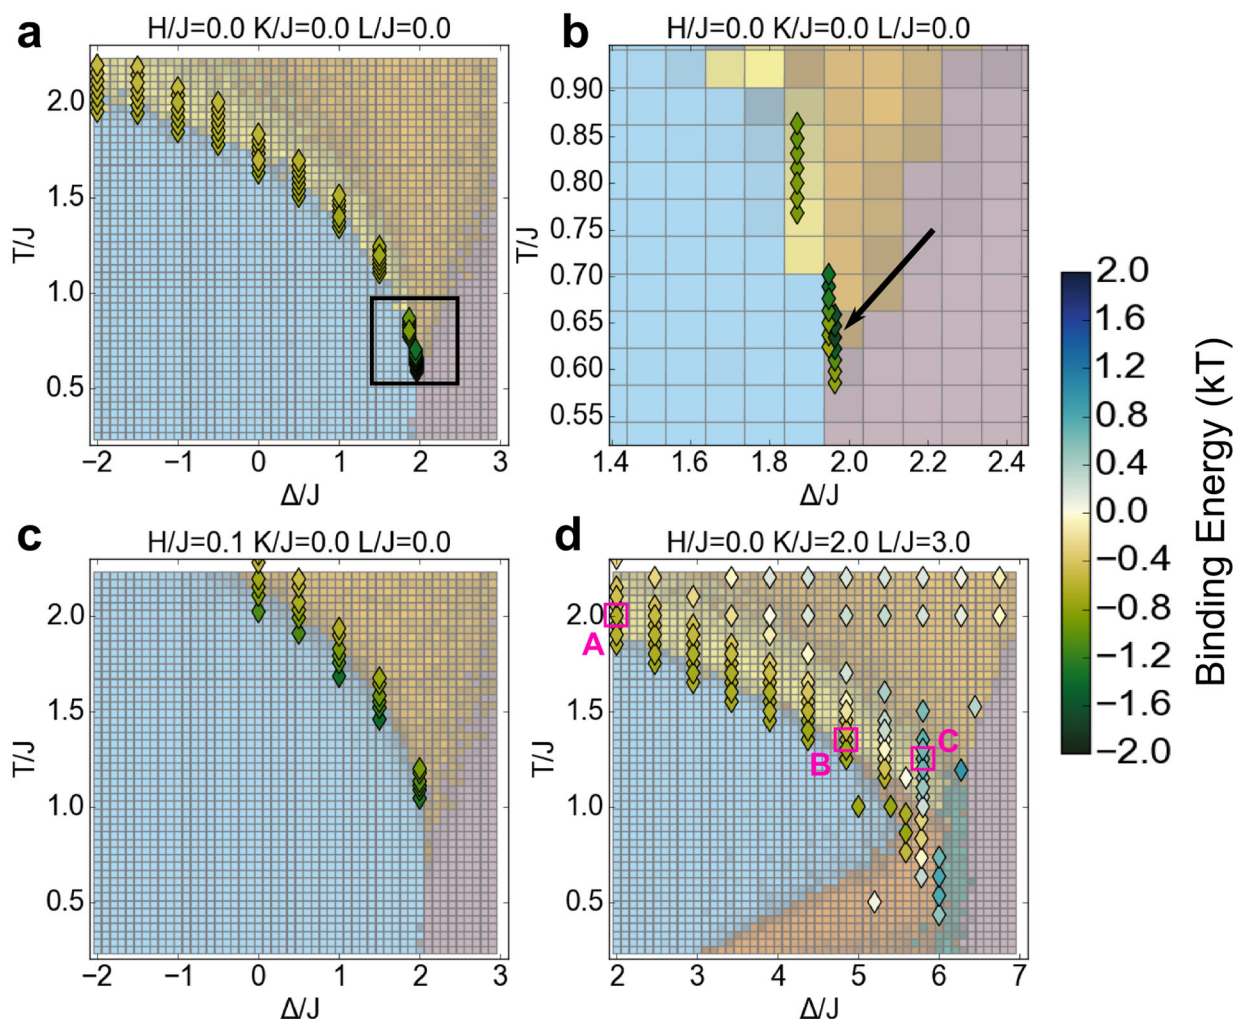 a
H/J=0.0 K/J=0.0 L/J=0.0
2.0
1.5
1.0
0.5
T/J
−2 −1 0 1 2 3
Δ/J
b
H/J=0.0 K/J=0.0 L/J=0.0
0.90
0.85
0.80
0.75
0.70
0.65
0.60
0.55
T/J
1.4 1.6 1.8 2.0 2.2 2.4
Δ/J
c
H/J=0.1 K/J=0.0 L/J=0.0
2.0
1.5
1.0
0.5
T/J
−2 −1 0 1 2 3
Δ/J
d
H/J=0.0 K/J=2.0 L/J=3.0
2.0
1.5
1.0
0.5
T/J
A
B
C
2 3 4 5 6 7
Δ/J
2.0
1.6
1.2
0.8
0.4
0.0
−0.4
−0.8
−1.2
−1.6
−2.0
Binding Energy (kT)